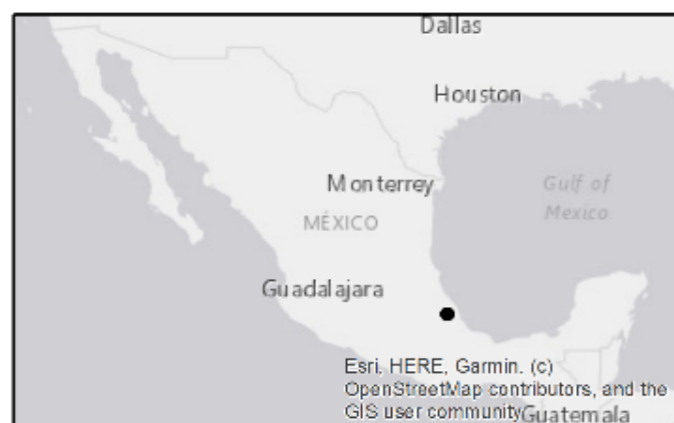 Dallas
Houston
Monterrey
Gulf of
Mexico
MÉXICO
Guadalajara
Esri, HERE, Garmin, (c)
OpenStreetMap contributors, and the
GIS user community
Guatemala